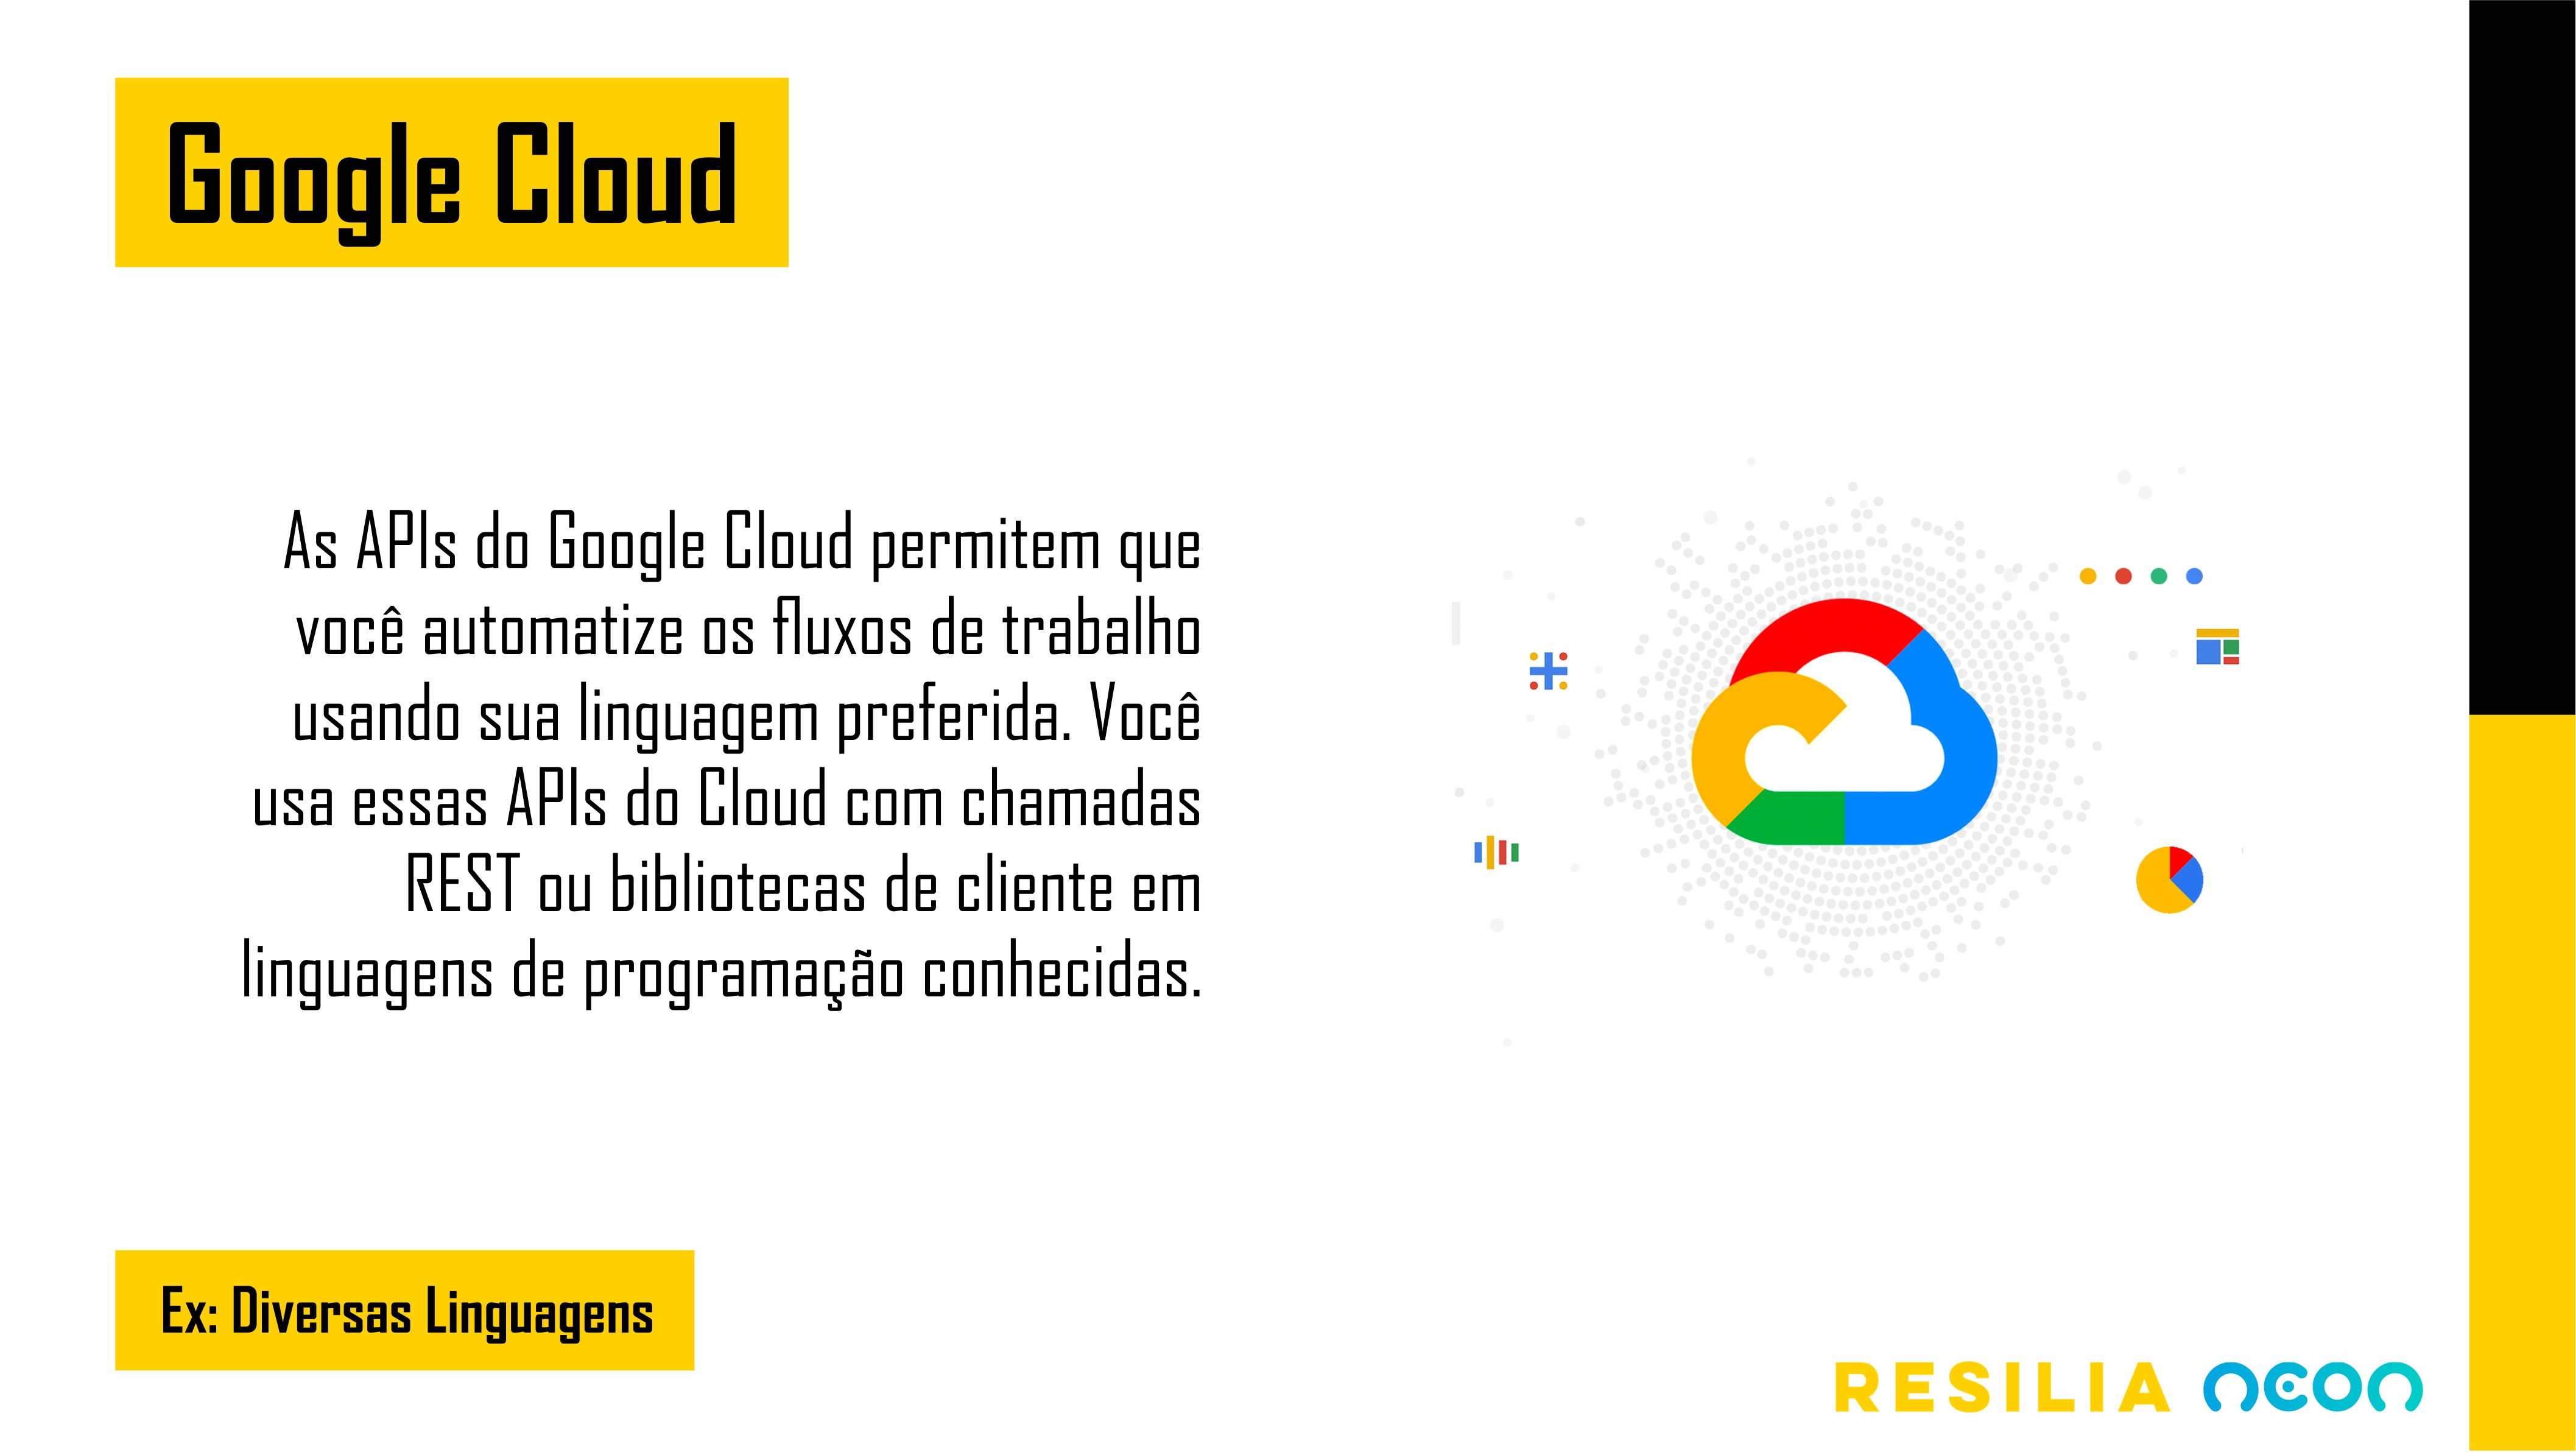 Google Cloud
As APIs do Google Cloud permitem que
você automatize os fluxos de trabalho
usando sua linguagem preferida. Você
usa essas APIs do Cloud com chamadas
REST ou bibliotecas de cliente em
linguagens de programação conhecidas.
Ex: Diversas Linguagens
RESILIA neon